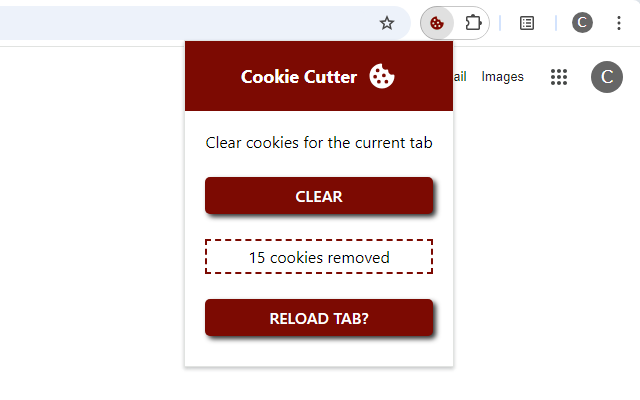 C
Cookie Cutter
ail Images
C
Clear cookies for the current tab
CLEAR
15 cookies removed
RELOAD TAB?